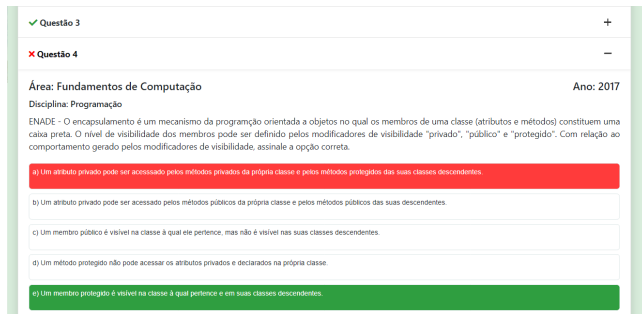 Questão 3
Questão 4
Área: Fundamentos de Computação
Ano: 2017
Disciplina: Programação
ENADE - O encapsulamento é um mecanismo da programção orientada a objetos no qual os membros de uma classe (atributos e métodos) constituem uma
caixa preta. O nível de visibilidade dos membros pode ser definido pelos modificadores de visibilidade "privado", "público" e "protegido". Com relação ao
comportamento gerado pelos modificadores de visibilidade, assinale a opção correta.
a) Um atributo privado pode ser acesssado pelos métodos privados da própria classe e pelos métodos protegidos das suas classes descendentes.
b) Um atributo privado pode ser acessado pelos métodos públicos da própria classe e pelos métodos públicos das suas descendentes.
c) Um membro público é visível na classe à qual ele pertence, mas não é visível nas suas classes descendentes.
d) Um método protegido não pode acessar os atributos privados e declarados na própria classe.
e) Um membro protegido é visível na classe à qual pertence e em suas classes descendentes.